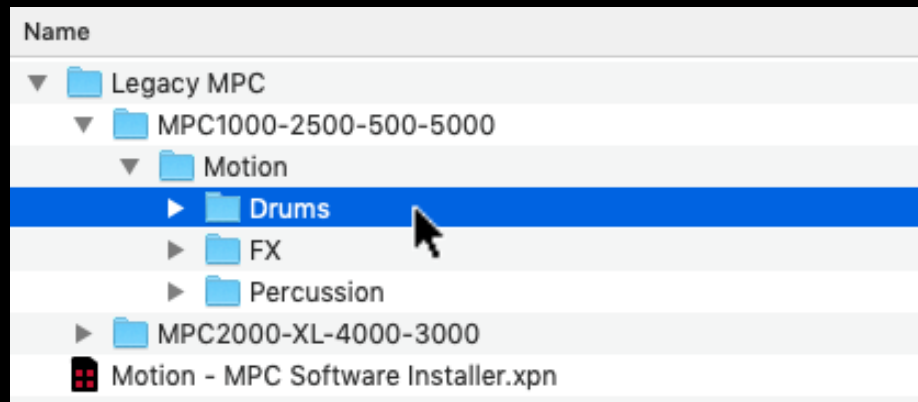 Name
Legacy MPC
MPC1000-2500-500-5000
Motion
Drums
FX
Percussion
MPC2000-XL-4000-3000
Motion - MPC Software Installer.xpn